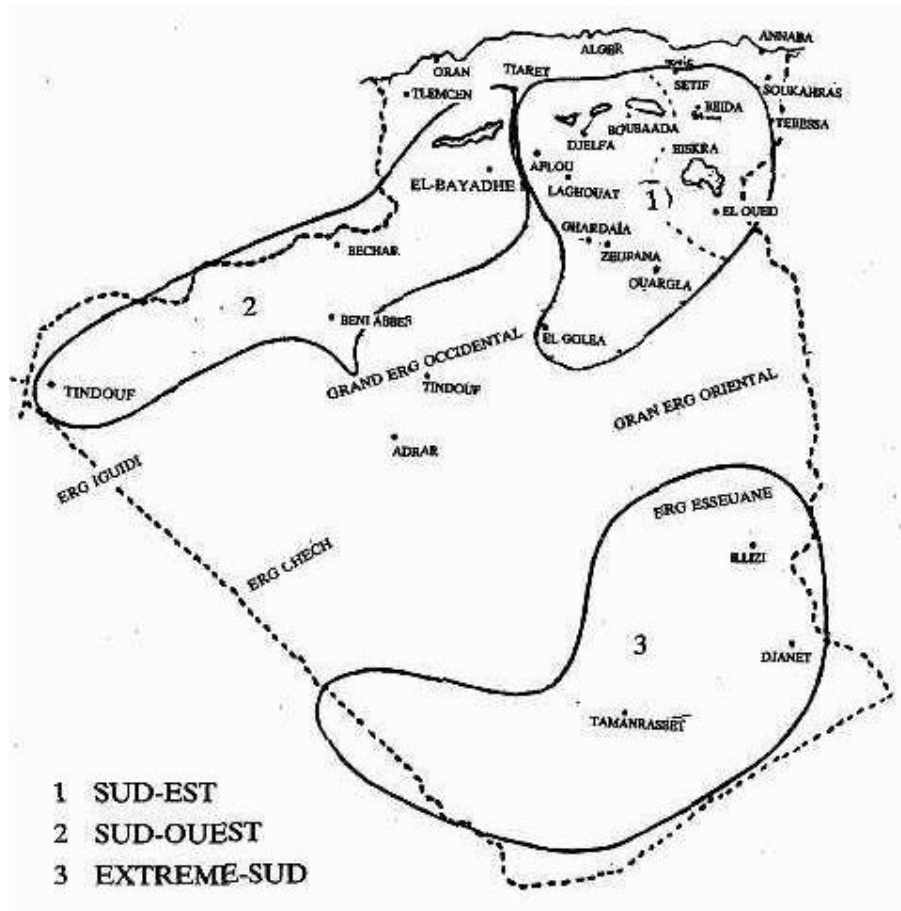 ANNABA
ALGER
ORAN
TIARET
SETIF
TLEMCEN
SOUKAHRAS
BEIDA
TEBESSA
BOUBAADA
DJELFA
BISKRA
AFLOU
EL-BAYADHE
LAGHOUAT
1
EL OUED
GHARDAÏA
BECHAR
ZELFANA
OUARGLA
2
BENI ABBES
EL GOLEA
GRAND ERG OCCIDENTAL
TINDOUF
TINDOUF
GRAN ERG ORIENTAL
ADRAR
ERG IGUIDI
ERG ESSEUANE
ILLIZI
ERG CHECH
3
DJANET
TAMANRASSET
1 SUD-EST
2 SUD-OUEST
3 EXTREME-SUD